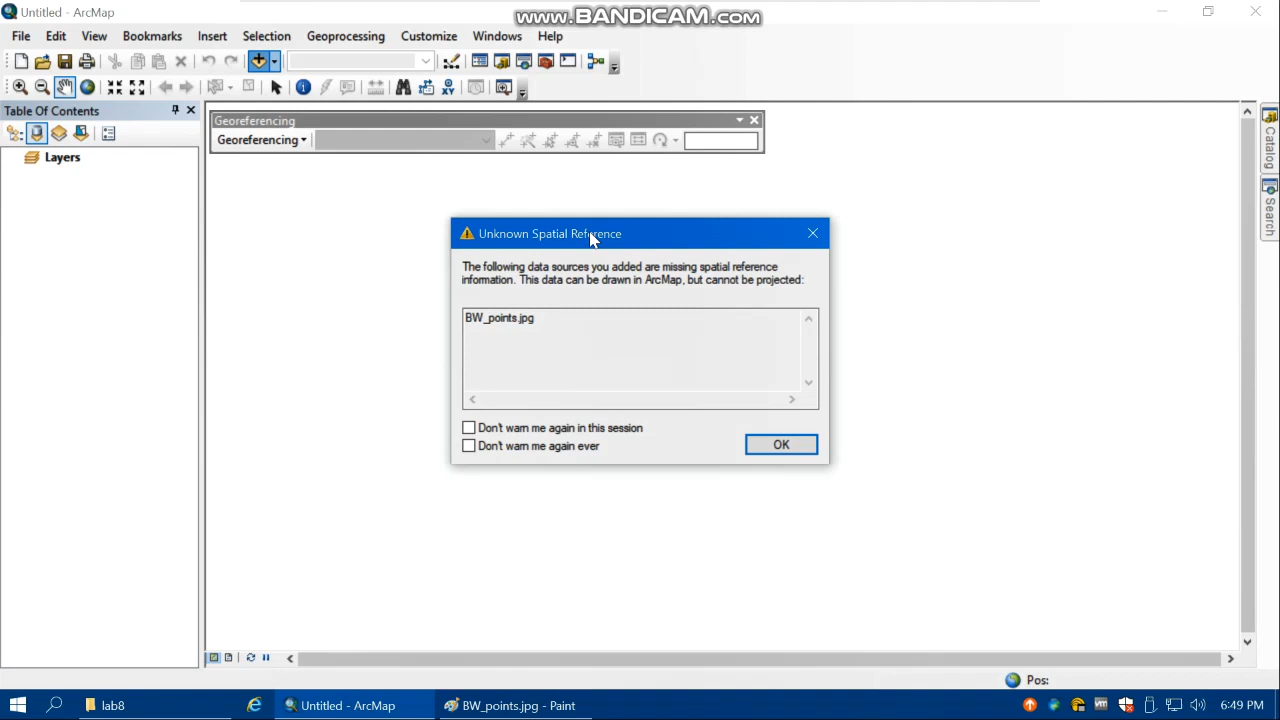 Untitled - ArcMap
www.BANDICAM.com
File Edit View Bookmarks Insert Selection Geoprocessing Customize Windows Help
Table Of Contents
Layers
Georeferencing
Georeferencing
Unknown Spatial Reference
The following data sources you added are missing spatial reference
information. This data can be drawn in ArcMap, but cannot be projected:
BW_points.jpg
Don't warn me again in this session
Don't warn me again ever
OK
Catalog
Search
Pos:
lab8
Untitled - ArcMap
BW_points.jpg - Paint
6:49 PM